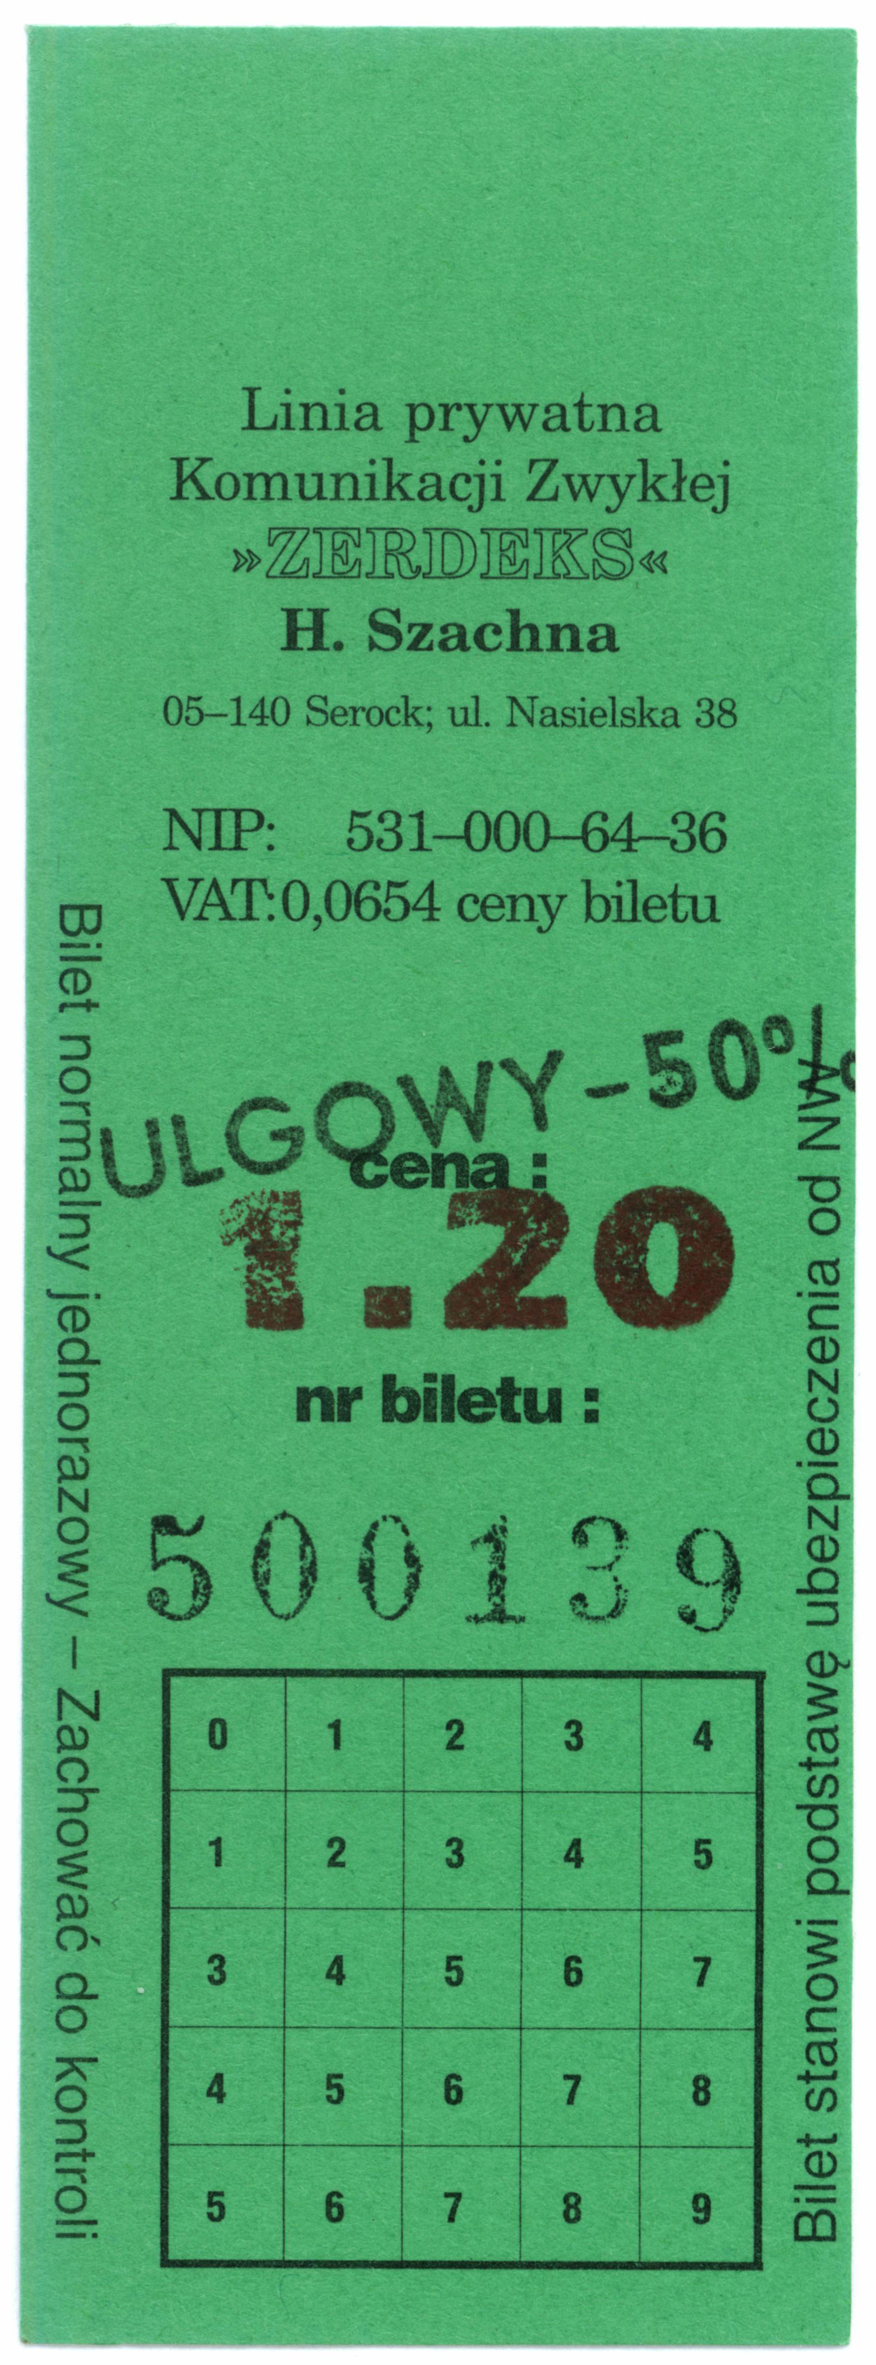 Linia prywatna
Komunikacji Zwykłej
»ZERDEKS«
H. Szachna
05–140 Serock; ul. Nasielska 38
NIP: 531–000–64–36
VAT:0,0654 ceny biletu
ULGOWY-50%
cena :
1.20
nr biletu :
500139
0 1 2 3 4
1 2 3 4 5
3 4 5 6 7
4 5 6 7 8
5 6 7 8 9
Bilet normalny jednorazowy – Zachować do kontroli
Bilet stanowi podstawę ubezpieczenia od NW